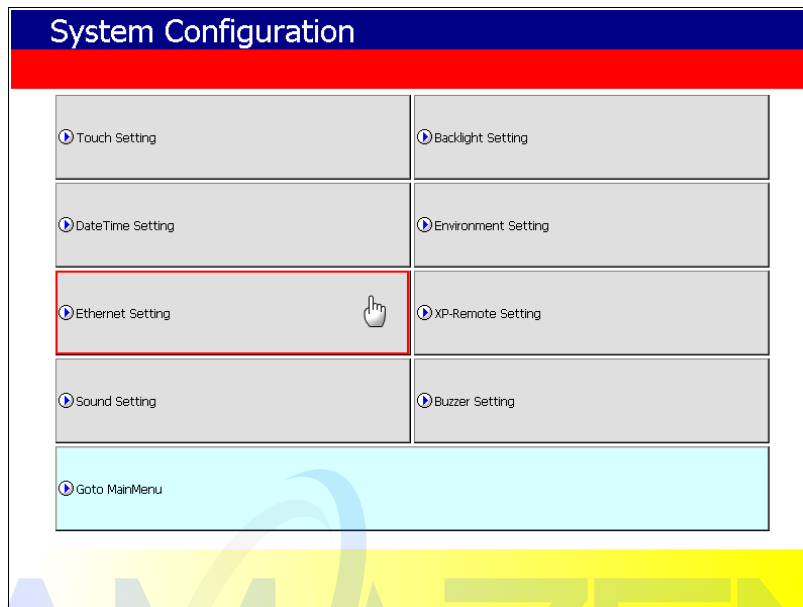 System Configuration
Touch Setting
Backlight Setting
DateTime Setting
Environment Setting
Ethernet Setting
XP-Remote Setting
Sound Setting
Buzzer Setting
Goto MainMenu